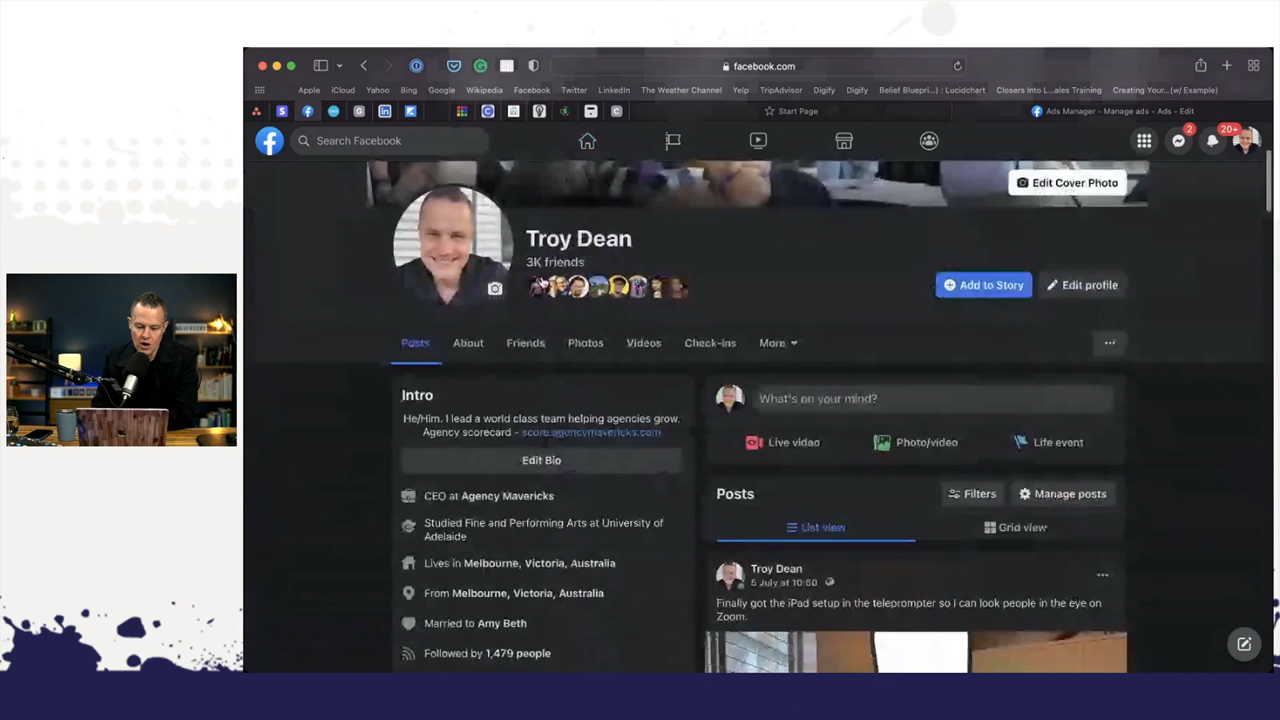 facebook.com
Apple iCloud Yahoo Bing Google Wikipedia Facebook Twitter LinkedIn The Weather Channel Yelp TripAdvisor Digify Digify Belief Bluepri... : Lucidchart Closers Into L...ales Training Creating Your...(w/ Example)
Start Page
Ads Manager - Manage ads - Ads - Edit
Search Facebook
2
20+
Edit Cover Photo
Troy Dean
3K friends
Add to Story
Edit profile
Posts About Friends Photos Videos Check-ins More
Intro
He/Him. I lead a world class team helping agencies grow.
Agency scorecard - score.agencymavericks.com
Edit Bio
CEO at Agency Mavericks
Studied Fine and Performing Arts at University of
Adelaide
Lives in Melbourne, Victoria, Australia
From Melbourne, Victoria, Australia
Married to Amy Beth
Followed by 1,479 people
What's on your mind?
Live video
Photo/video
Life event
Posts
Filters
Manage posts
List view
Grid view
Troy Dean
5 July at 10:50
Finally got the iPad setup in the teleprompter so I can look people in the eye on
Zoom.